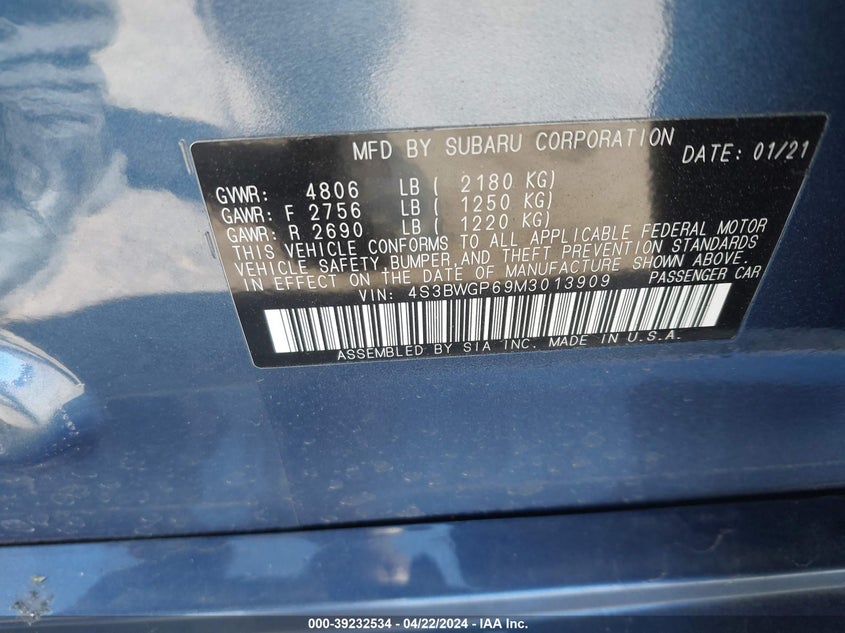 MFD BY SUBARU CORPORATION DATE: 01/21
GVWR: 4806 LB ( 2180 KG)
GAWR: F 2756 LB ( 1250 KG)
GAWR: R 2690 LB ( 1220 KG)
THIS VEHICLE CONFORMS TO ALL APPLICABLE FEDERAL MOTOR
VEHICLE SAFETY, BUMPER, AND THEFT PREVENTION STANDARDS
IN EFFECT ON THE DATE OF MANUFACTURE SHOWN ABOVE.
VIN: 4S3BWGP69M3013909 PASSENGER CAR
ASSEMBLED BY SIA INC. MADE IN U.S.A.
000-39232534 - 04/22/2024 - IAA Inc.